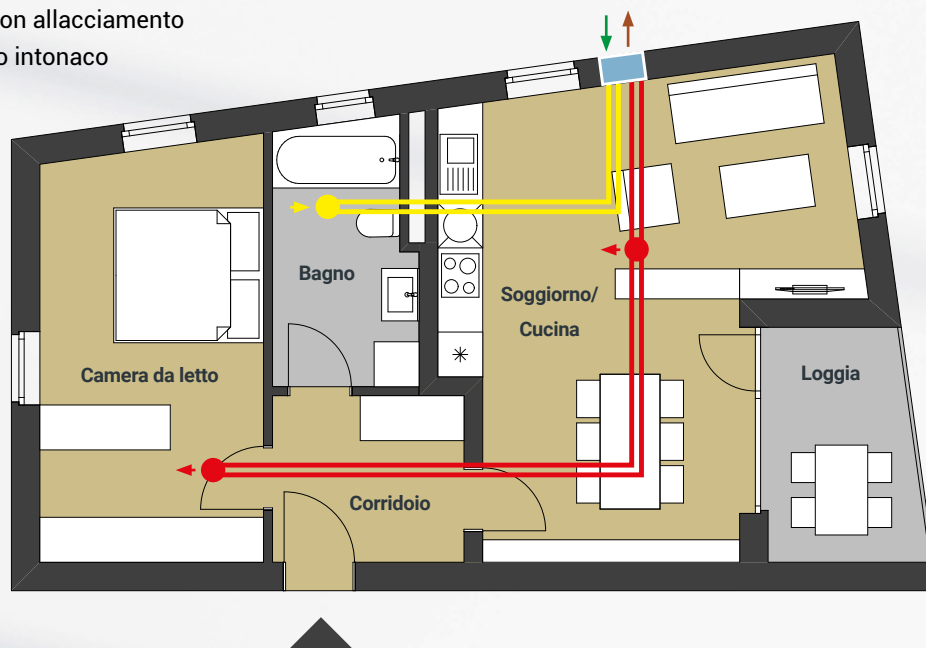 on allacciamento
o intonaco
Bagno
Soggiorno/
Cucina
Camera da letto
Loggia
Corridoio